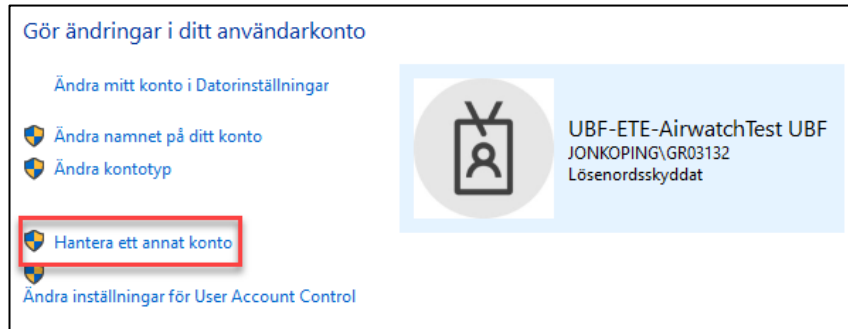 Gör ändringar i ditt användarkonto
Ändra mitt konto i Datorinställningar
Ändra namnet på ditt konto
Ändra kontotyp
Hantera ett annat konto
Ändra inställningar för User Account Control
UBF-ETE-AirwatchTest UBF
JONKOPING\GR03132
Lösenordsskyddat